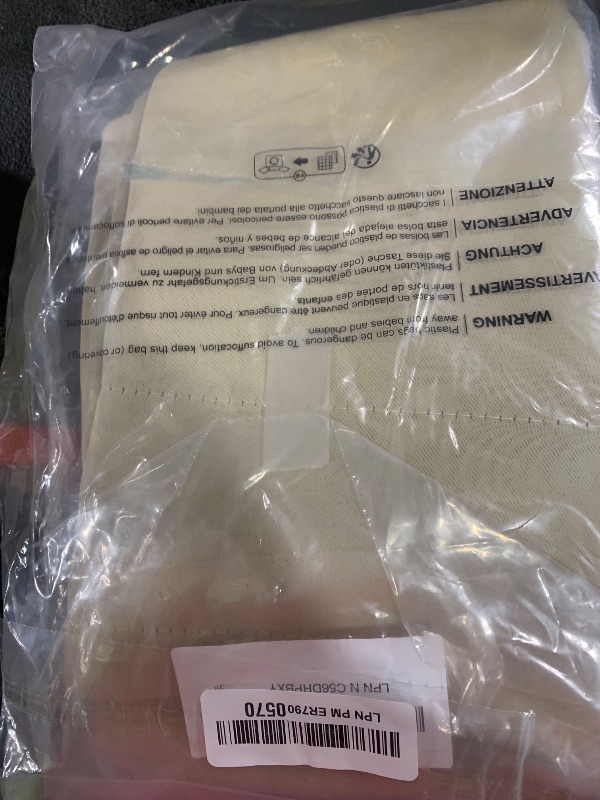 LPN PM ER7900570
LPN N C56DHPBXY
WARNING
Plastic bags can be dangerous. To avoid suffocation, keep this bag (or covering)
away from babies and children.
AVERTISSEMENT
Les sacs en plastique peuvent être dangereux. Pour éviter tout risque d'étouffement,
tenir hors de portée des enfants.
ACHTUNG
Plastiktüten können gefährlich sein. Um Erstickungsgefahr zu vermeiden, halten
Sie diese Tasche (oder Abdeckung) von Babys und Kindern fern.
ADVERTENCIA
Las bolsas de plástico pueden ser peligrosas. Para evitar el peligro de asfixia
esta bolsa alejada del alcance de bebés y niños.
ATTENZIONE
I sacchetti di plastica possono essere pericolosi. Per evitare pericoli di soffocamento
non lasciare questo sacchetto alla portata dei bambini.